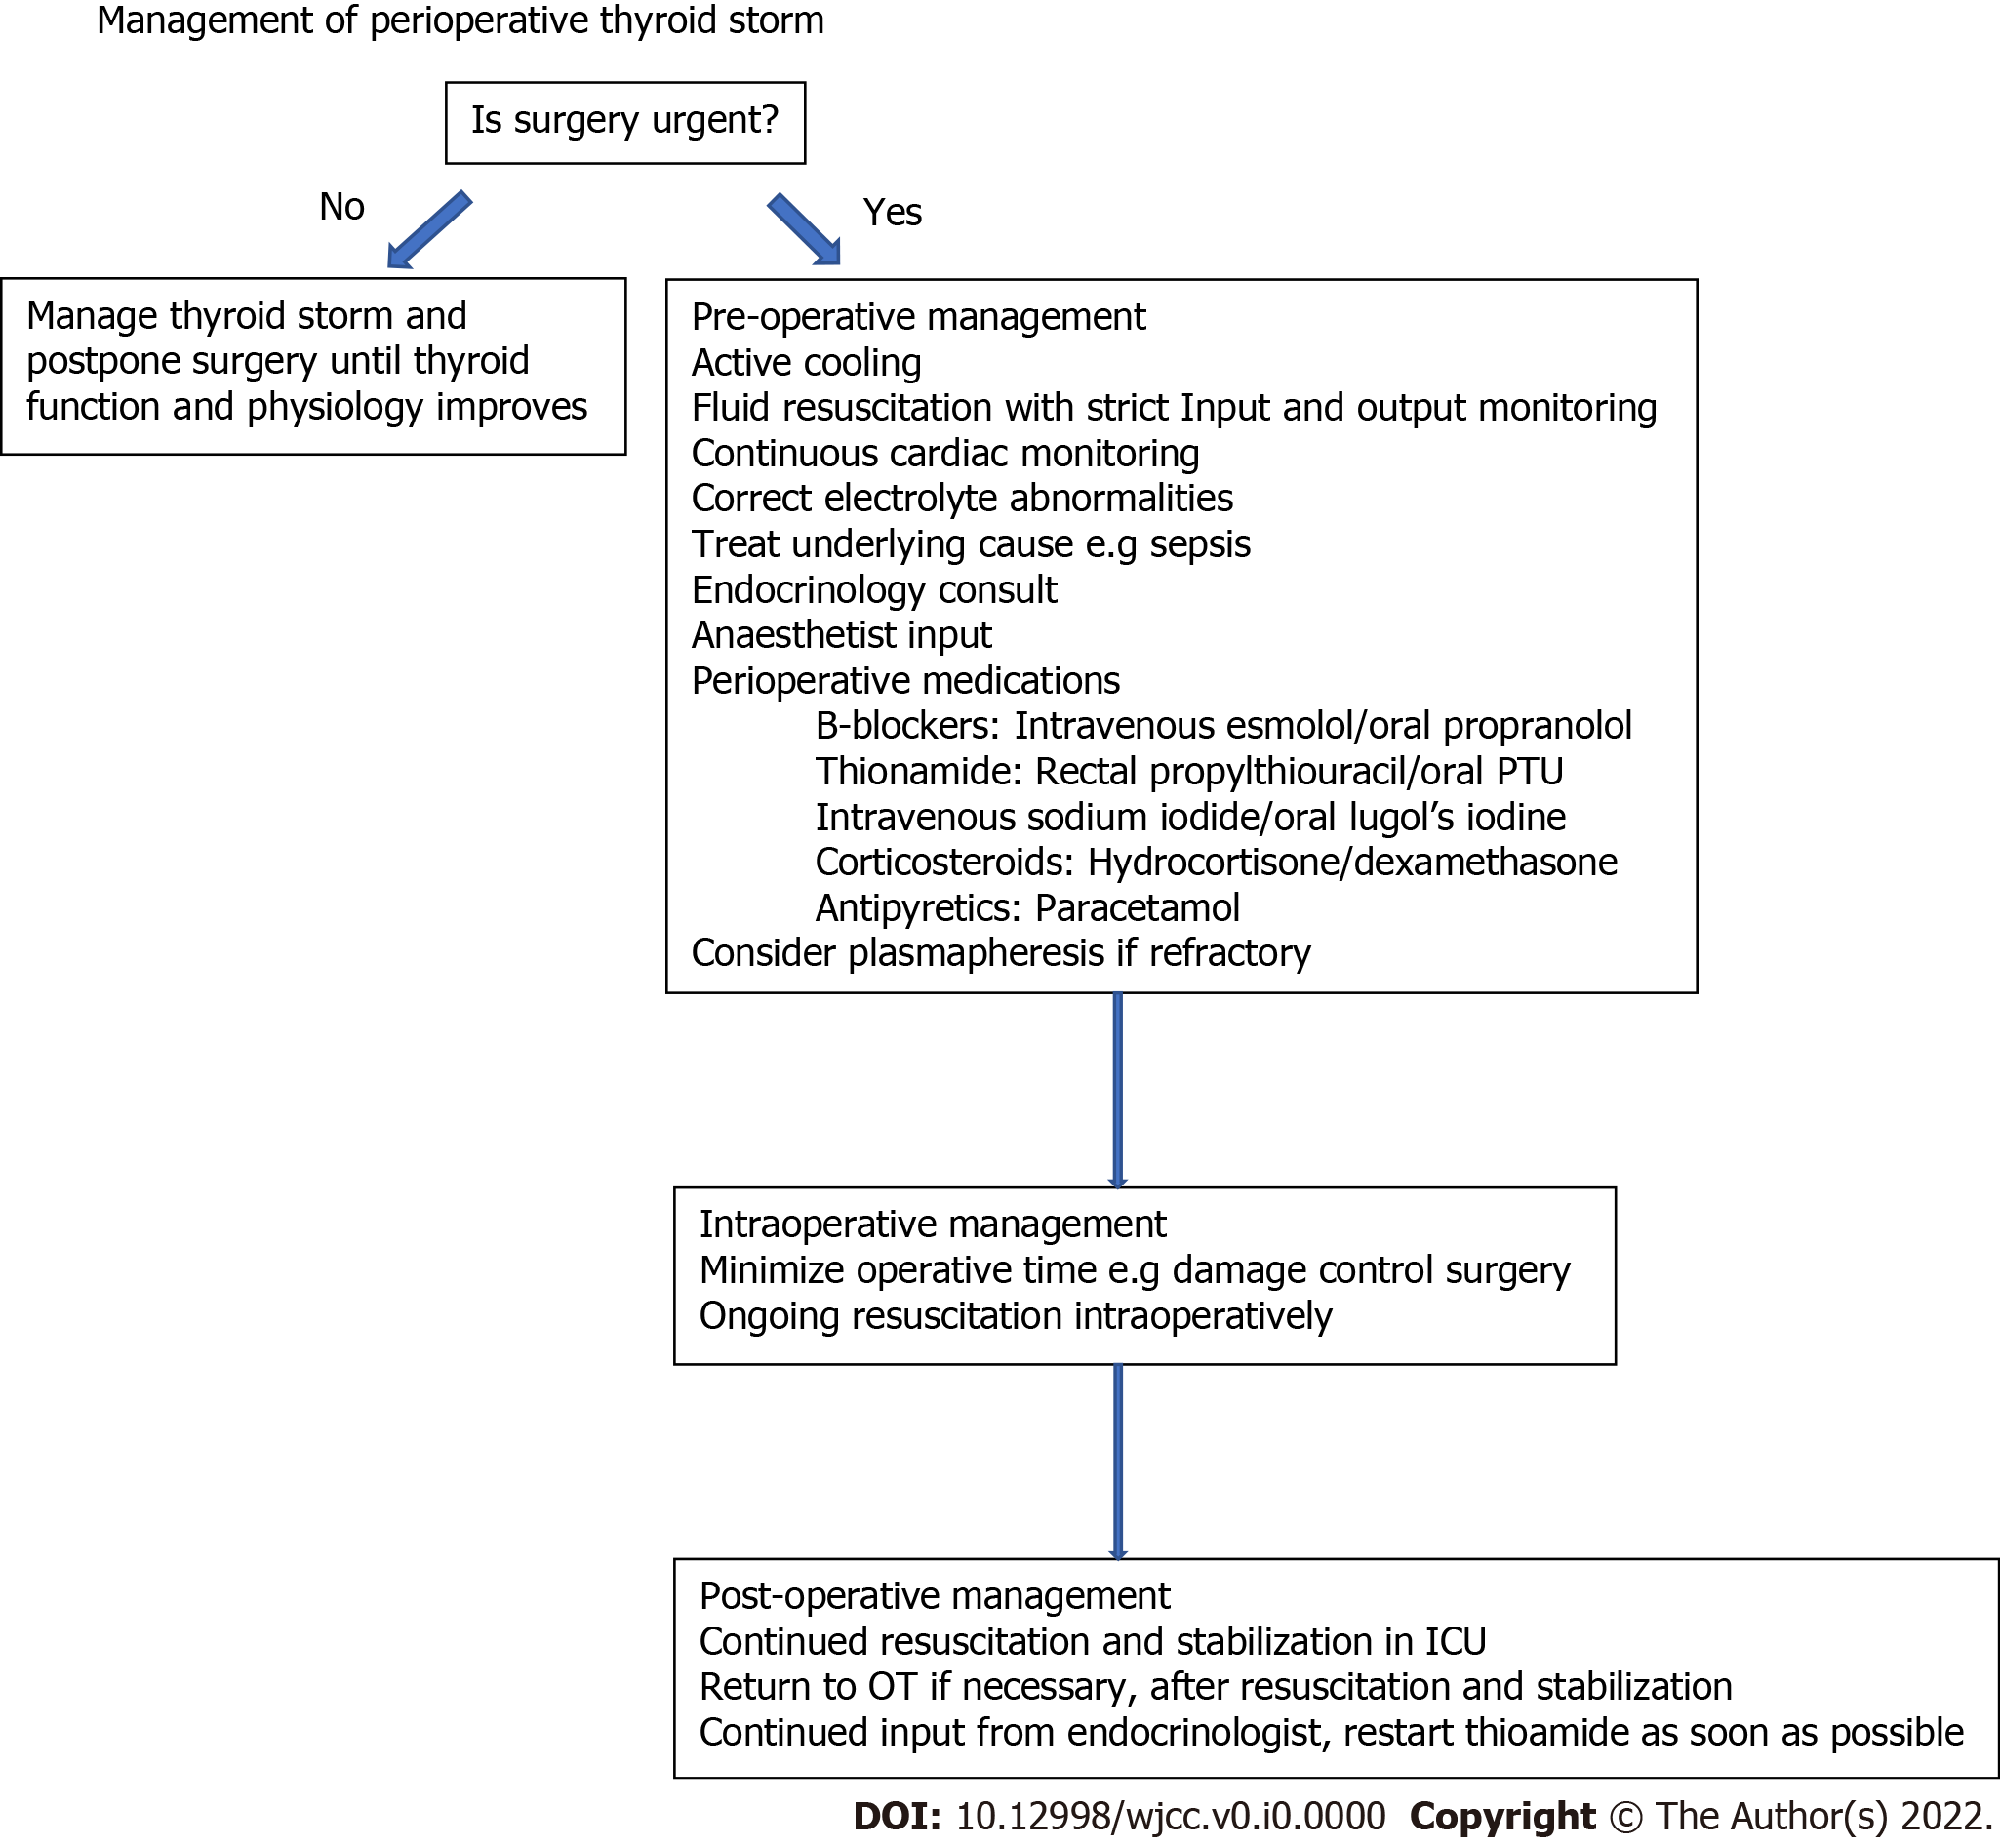 Management of perioperative thyroid storm
Is surgery urgent?
No
Yes
Manage thyroid storm and
postpone surgery until thyroid
function and physiology improves
Pre-operative management
Active cooling
Fluid resuscitation with strict Input and output monitoring
Continuous cardiac monitoring
Correct electrolyte abnormalities
Treat underlying cause e.g sepsis
Endocrinology consult
Anaesthetist input
Perioperative medications
B-blockers: Intravenous esmolol/oral propranolol
Thionamide: Rectal propylthiouracil/oral PTU
Intravenous sodium iodide/oral lugol’s iodine
Corticosteroids: Hydrocortisone/dexamethasone
Antipyretics: Paracetamol
Consider plasmapheresis if refractory
Intraoperative management
Minimize operative time e.g damage control surgery
Ongoing resuscitation intraoperatively
Post-operative management
Continued resuscitation and stabilization in ICU
Return to OT if necessary, after resuscitation and stabilization
Continued input from endocrinologist, restart thioamide as soon as possible
DOI: 10.12998/wjcc.v0.i0.0000 Copyright © The Author(s) 2022.